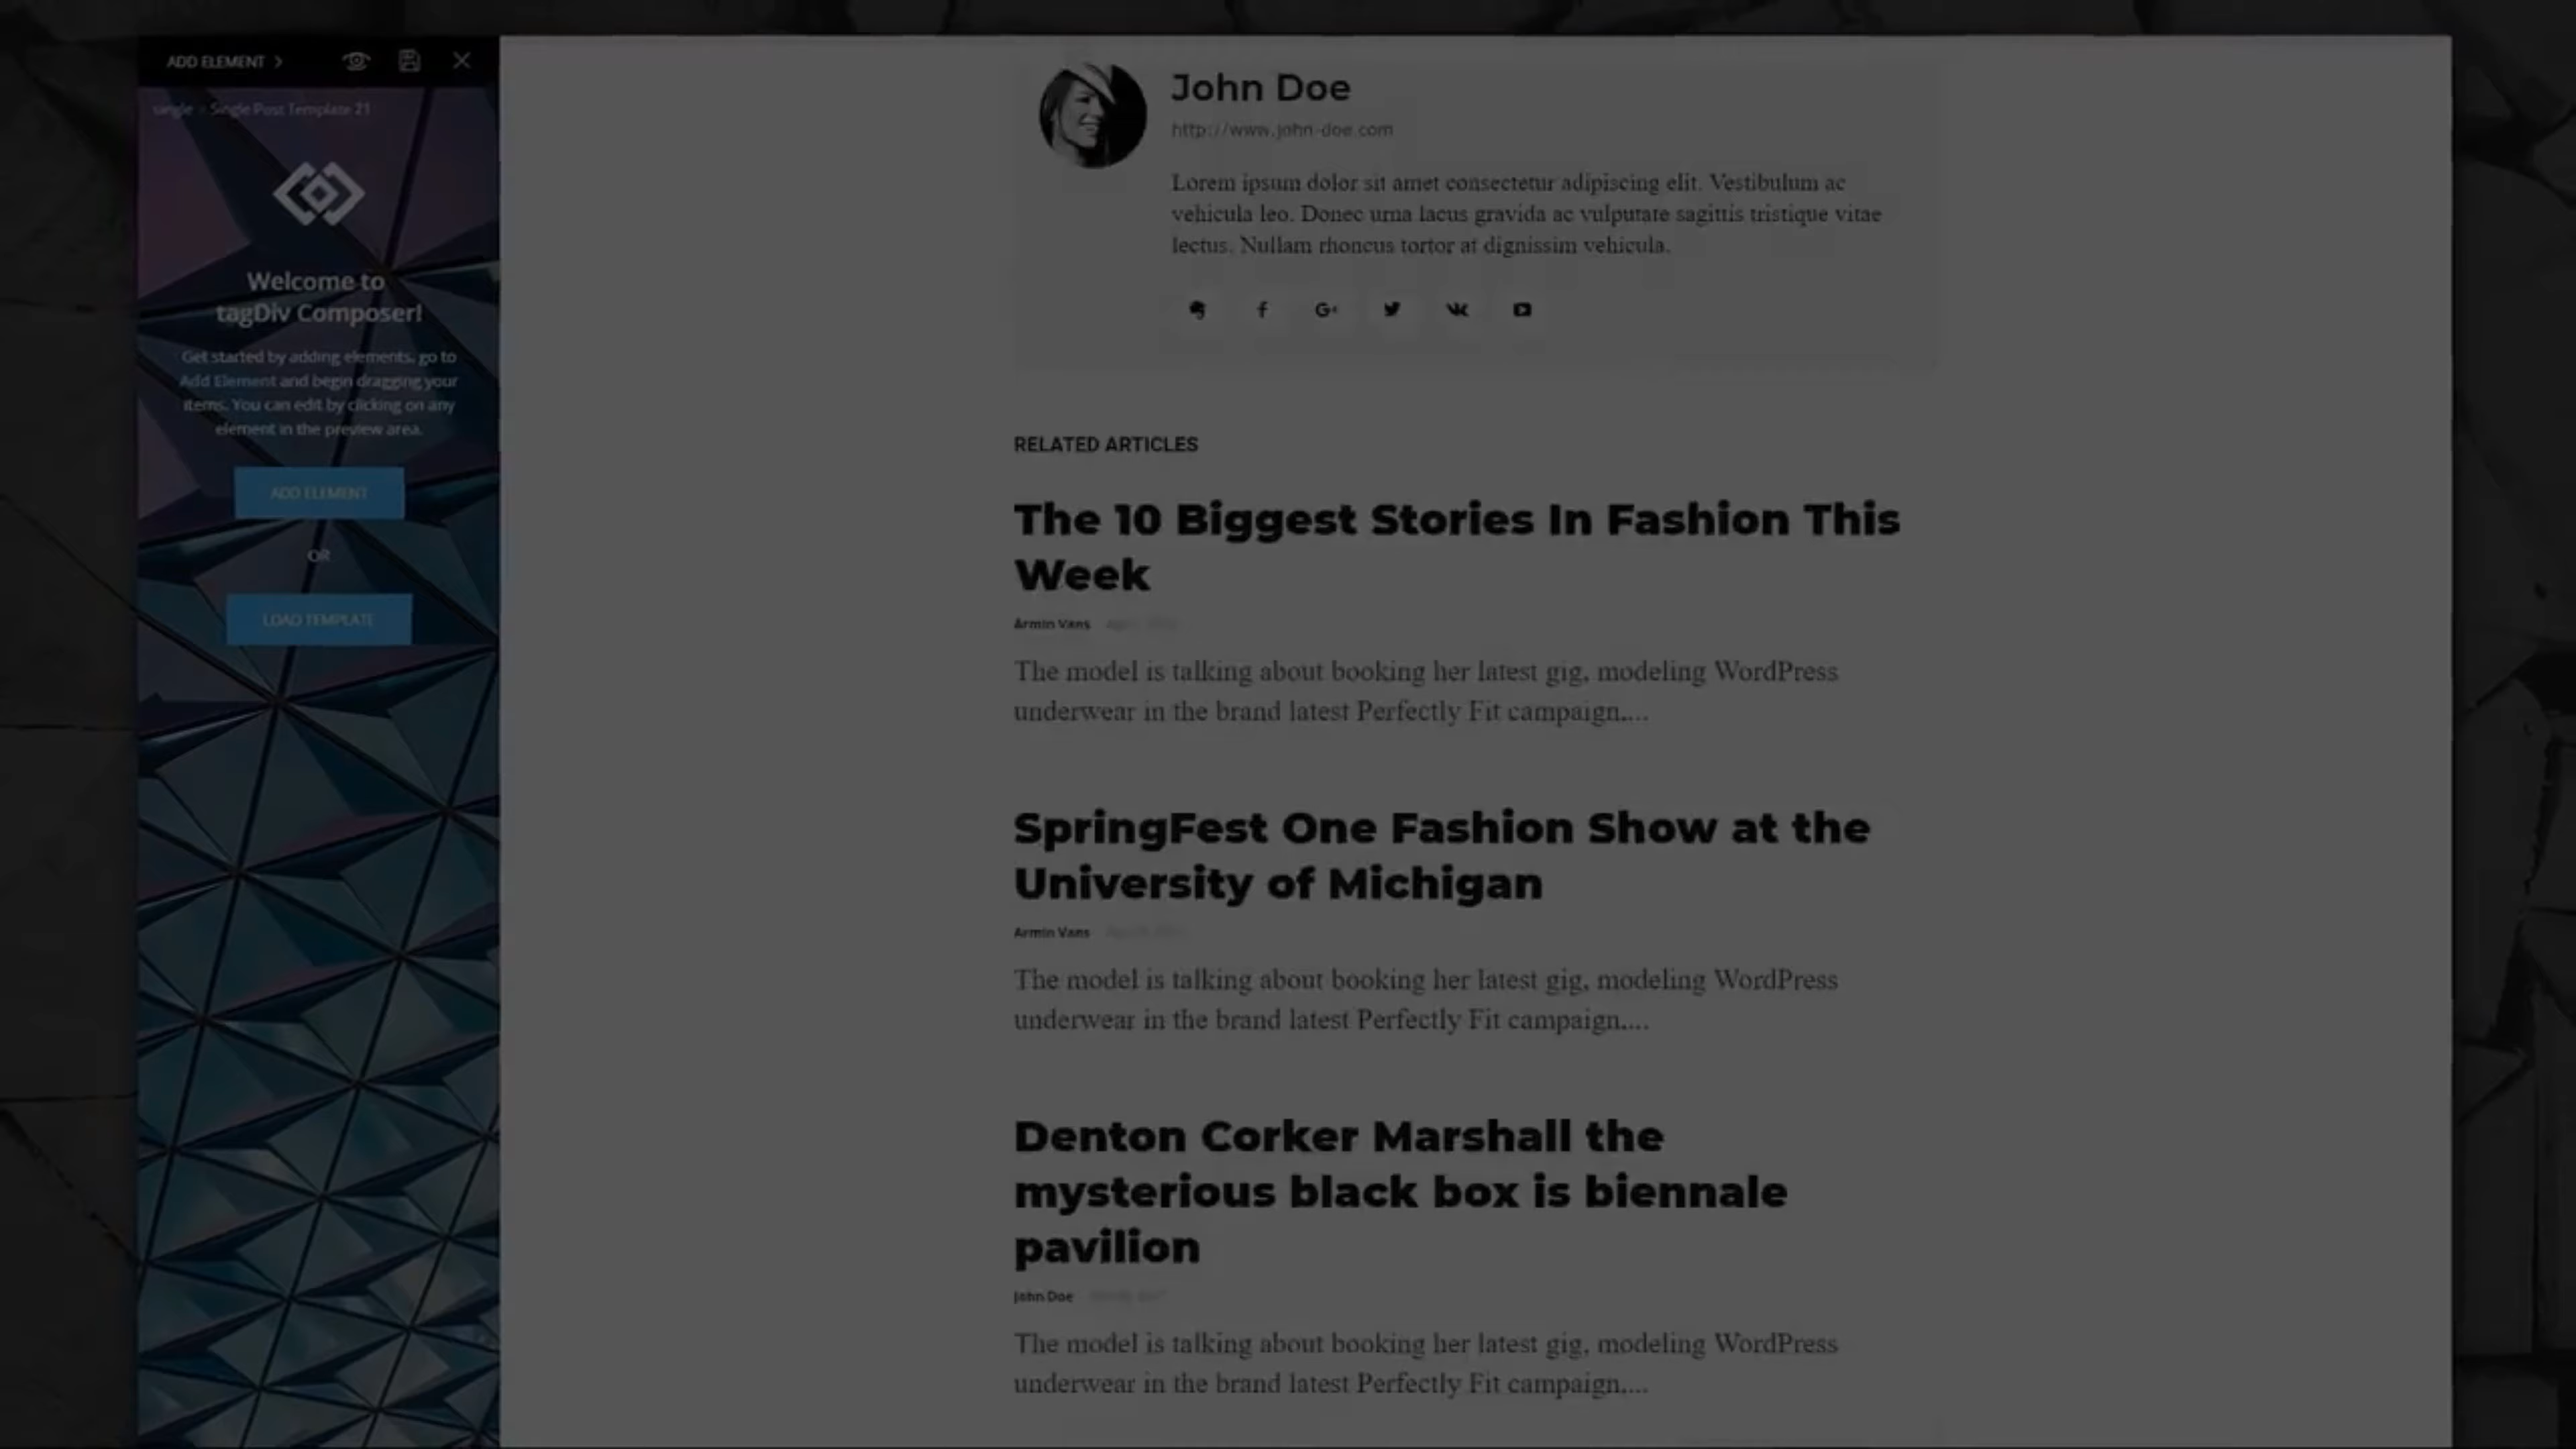 ADD ELEMENT
single > Single Post Template 21
Welcome to
tagDiv Composer!
Get started by adding elements, go to
Add Element and begin dragging your
items. You can edit by clicking on any
element in the preview area.
ADD ELEMENT
OR
LOAD TEMPLATE
John Doe
http://www.john-doe.com
Lorem ipsum dolor sit amet consectetur adipiscing elit. Vestibulum ac
vehicula leo. Donec urna lacus gravida ac vulputate sagittis tristique vitae
lectus. Nullam rhoncus tortor at dignissim vehicula.
RELATED ARTICLES
The 10 Biggest Stories In Fashion This
Week
Armin Vans
The model is talking about booking her latest gig, modeling WordPress
underwear in the brand latest Perfectly Fit campaign....
SpringFest One Fashion Show at the
University of Michigan
Armin Vans
The model is talking about booking her latest gig, modeling WordPress
underwear in the brand latest Perfectly Fit campaign....
Denton Corker Marshall the
mysterious black box is biennale
pavilion
John Doe
The model is talking about booking her latest gig, modeling WordPress
underwear in the brand latest Perfectly Fit campaign....